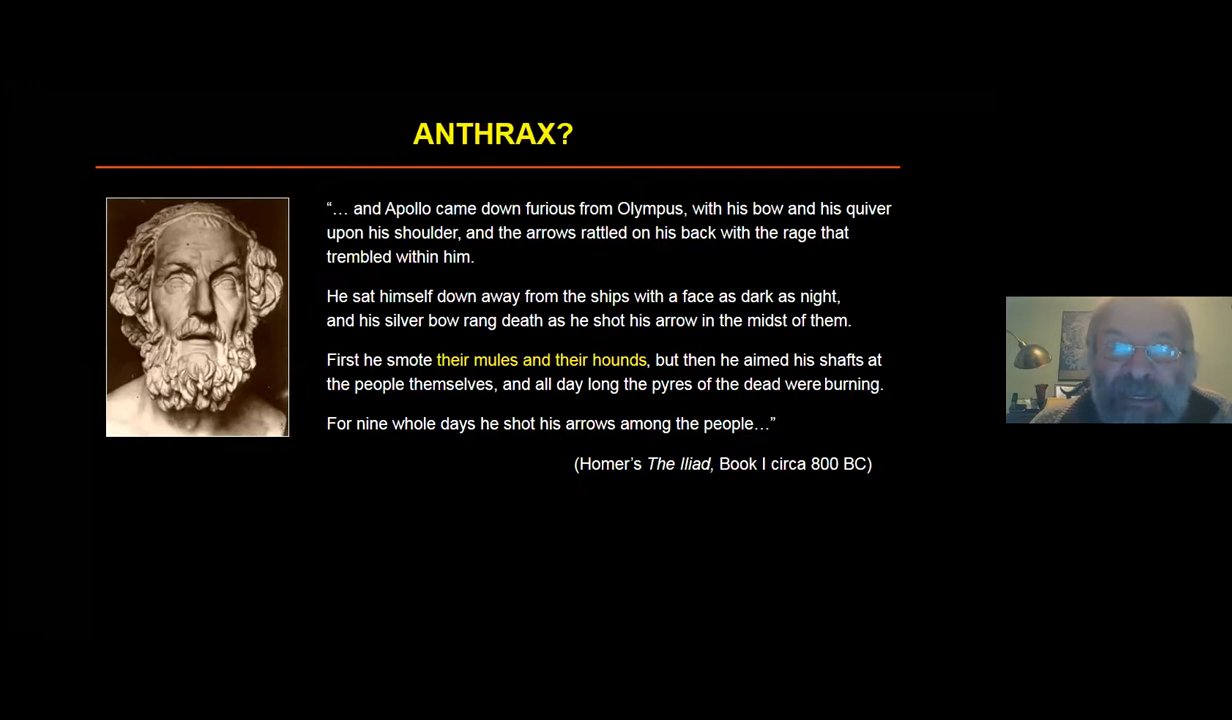 ANTHRAX?
“… and Apollo came down furious from Olympus, with his bow and his quiver
upon his shoulder, and the arrows rattled on his back with the rage that
trembled within him.
He sat himself down away from the ships with a face as dark as night,
and his silver bow rang death as he shot his arrow in the midst of them.
First he smote their mules and their hounds, but then he aimed his shafts at
the people themselves, and all day long the pyres of the dead were burning.
For nine whole days he shot his arrows among the people…”
(Homer’s The Iliad, Book I circa 800 BC)